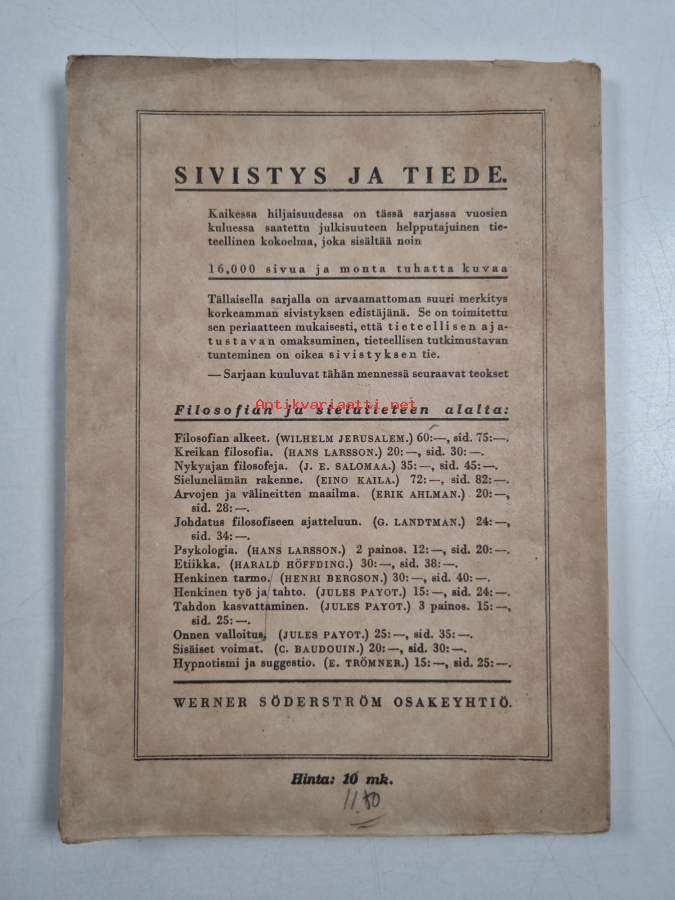 SIVISTYS JA TIEDE.
Kaikessa hiljaisuudessa on tässä sarjassa vuosien
kuluessa saatettu julkisuuteen helpputajuinen tie-
teellinen kokoelma, joka sisältää noin
16,000 sivua ja monta tuhatta kuvaa
Tällaisella sarjalla on arvaamattoman suuri merkitys
korkeamman sivistyksen edistäjänä. Se on toimitettu
sen periaatteen mukaisesti, että tieteellisen aja-
tustavan omaksuminen, tieteellisen tutkimustavan
tunteminen on oikea sivistyksen tie.
— Sarjaan kuuluvat tähän mennessä seuraavat teokset
Antikvariaatti.net
Filosofian ja sielutieteen alalta:
Filosofian alkeet. (WILHELM JERUSALEM.) 60:—, sid. 75:—.
Kreikan filosofia. (HANS LARSSON.) 20:—, sid. 30:—.
Nykyajan filosofeja. (J. E. SALOMAA.) 35:—, sid. 45:—.
Sielunelämän rakenne. (EINO KAILA.) 72:—, sid. 82:—.
Arvojen ja välineitten maailma. (ERIK AHLMAN.) 20:—,
sid. 28:—.
Johdatus filosofiseen ajatteluun. (G. LANDTMAN.) 24:—,
sid. 34:—.
Psykologia. (HANS LARSSON.) 2 painos. 12:—, sid. 20:—.
Etiikka. (HARALD HÖFFDING.) 30:—, sid. 38:—.
Henkinen tarmo. (HENRI BERGSON.) 30:—, sid. 40:—.
Henkinen työ ja tahto. (JULES PAYOT.) 15:—, sid. 24:—.
Tahdon kasvattaminen. (JULES PAYOT.) 3 painos. 15:—,
sid. 25:—.
Onnen valloitus. (JULES PAYOT.) 25:—, sid. 35:—.
Sisäiset voimat. (C. BAUDOUIN.) 20:—, sid. 30:—.
Hypnotismi ja suggestio. (E. TRÖMNER.) 15:—, sid. 25:—.
WERNER SÖDERSTRÖM OSAKEYHTIÖ.
Hinta: 10 mk.
11.80